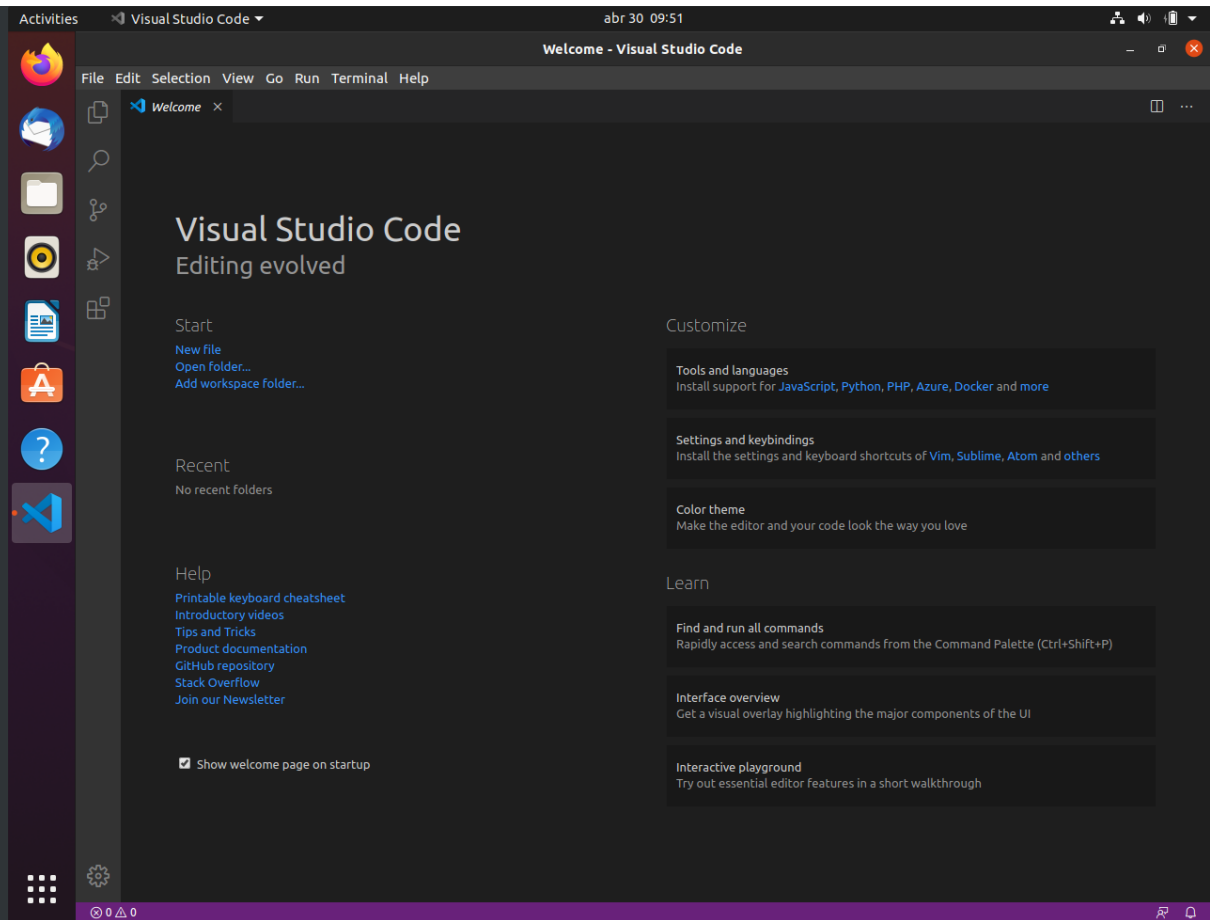 Activities
Visual Studio Code
abr 30 09:51
Welcome - Visual Studio Code
File Edit Selection View Go Run Terminal Help
Welcome
Visual Studio Code
Editing evolved
Start
New file
Open folder...
Add workspace folder...
Recent
No recent folders
Help
Printable keyboard cheatsheet
Introductory videos
Tips and Tricks
Product documentation
GitHub repository
Stack Overflow
Join our Newsletter
Show welcome page on startup
Customize
Tools and languages
Install support for JavaScript, Python, PHP, Azure, Docker and more
Settings and keybindings
Install the settings and keyboard shortcuts of Vim, Sublime, Atom and others
Color theme
Make the editor and your code look the way you love
Learn
Find and run all commands
Rapidly access and search commands from the Command Palette (Ctrl+Shift+P)
Interface overview
Get a visual overlay highlighting the major components of the UI
Interactive playground
Try out essential editor features in a short walkthrough
0 0